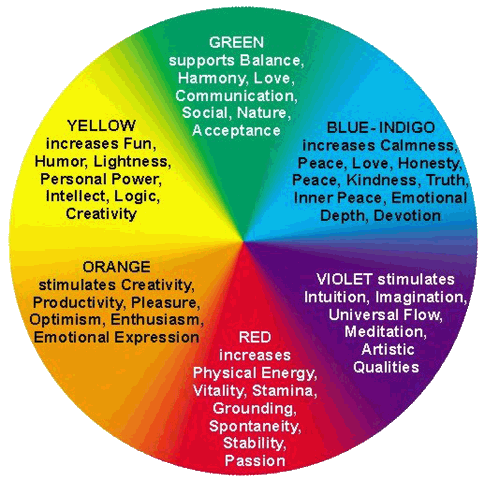 GREEN
supports Balance,
Harmony, Love,
Communication,
Social, Nature,
Acceptance
YELLOW
increases Fun,
Humor, Lightness,
Personal Power,
Intellect, Logic,
Creativity
BLUE-INDIGO
increases Calmness,
Peace, Love, Honesty,
Peace, Kindness, Truth,
Inner Peace, Emotional
Depth, Devotion
ORANGE
stimulates Creativity,
Productivity, Pleasure,
Optimism, Enthusiasm,
Emotional Expression
VIOLET stimulates
Intuition, Imagination,
Universal Flow,
Meditation,
Artistic
Qualities
RED
increases
Physical Energy,
Vitality, Stamina,
Grounding,
Spontaneity,
Stability,
Passion